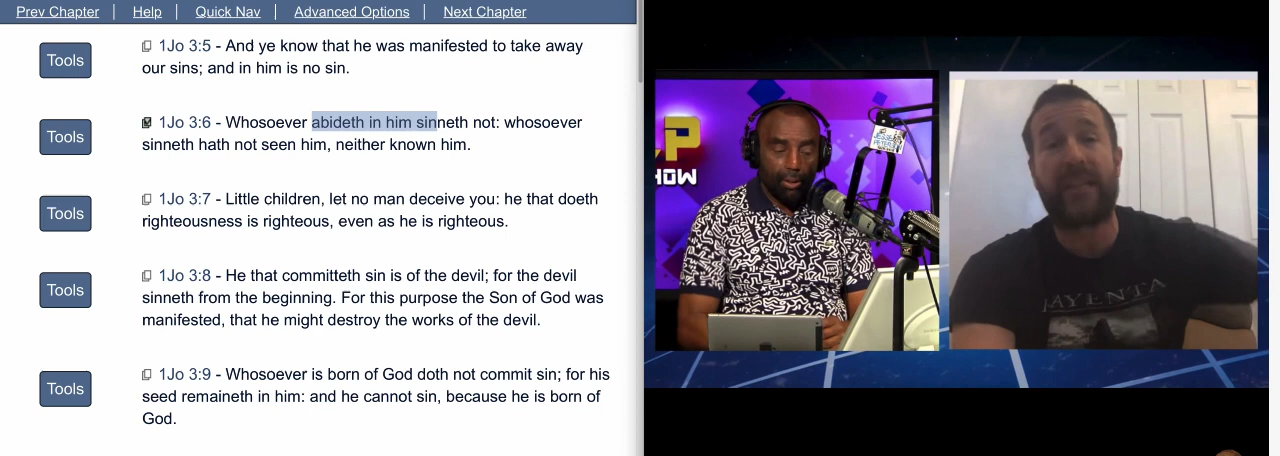 Prev Chapter | Help | Quick Nav | Advanced Options | Next Chapter
Tools
1Jo 3:5 - And ye know that he was manifested to take away
our sins; and in him is no sin.
Tools
1Jo 3:6 - Whosoever abideth in him sinneth not: whosoever
sinneth hath not seen him, neither known him.
Tools
1Jo 3:7 - Little children, let no man deceive you: he that doeth
righteousness is righteous, even as he is righteous.
Tools
1Jo 3:8 - He that committeth sin is of the devil; for the devil
sinneth from the beginning. For this purpose the Son of God was
manifested, that he might destroy the works of the devil.
Tools
1Jo 3:9 - Whosoever is born of God doth not commit sin; for his
seed remaineth in him: and he cannot sin, because he is born of
God.
LP
HOW
JESSE
JAYENTA